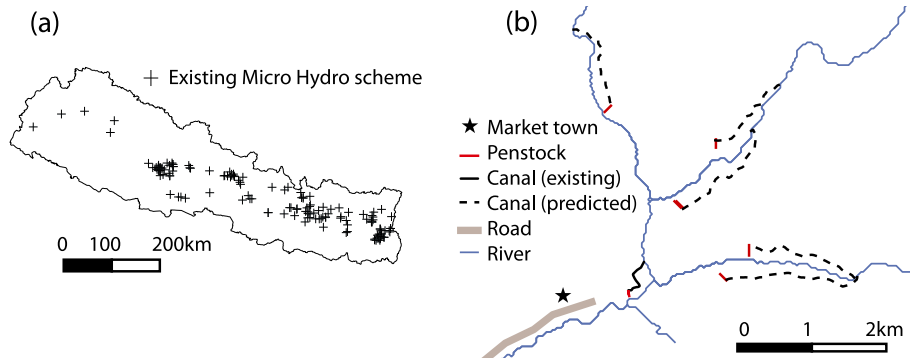 (a)
Existing Micro Hydro scheme
0 100 200km
(b)
Market town
Penstock
Canal (existing)
Canal (predicted)
Road
River
0 1 2km